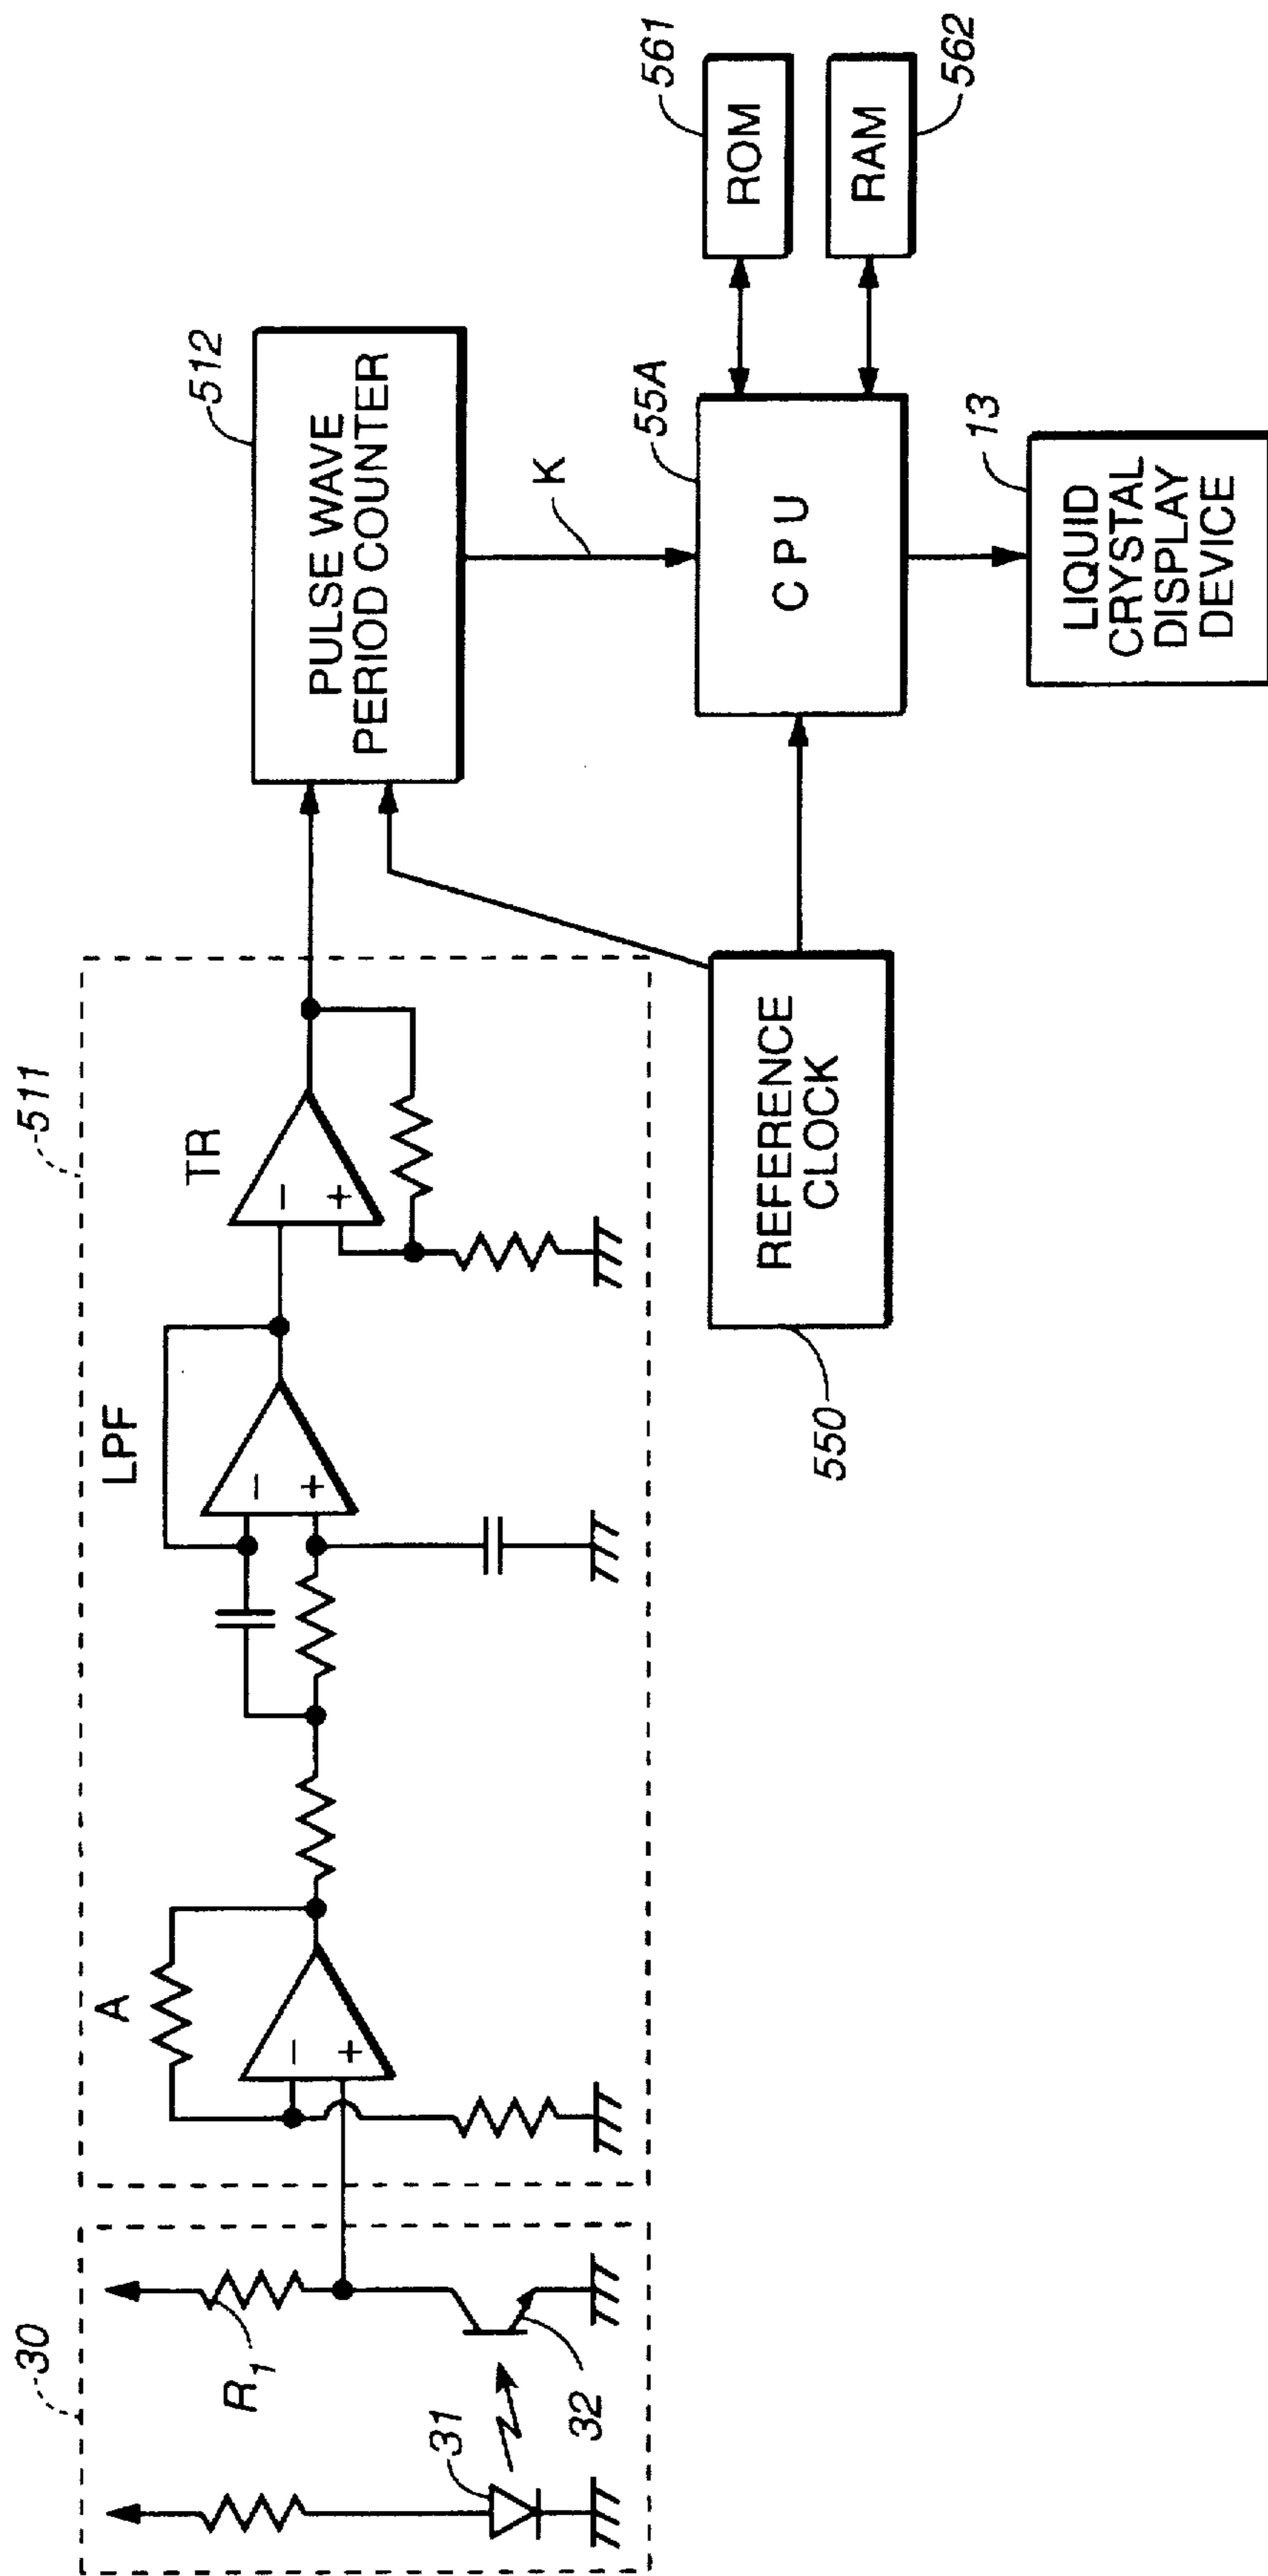 30
R1
31
32
511
A
−
+
LPF
−
+
TR
−
+
512
PULSE WAVE
PERIOD COUNTER
K
REFERENCE
CLOCK
550
55A
CPU
561
ROM
RAM
562
13
LIQUID
CRYSTAL
DISPLAY
DEVICE